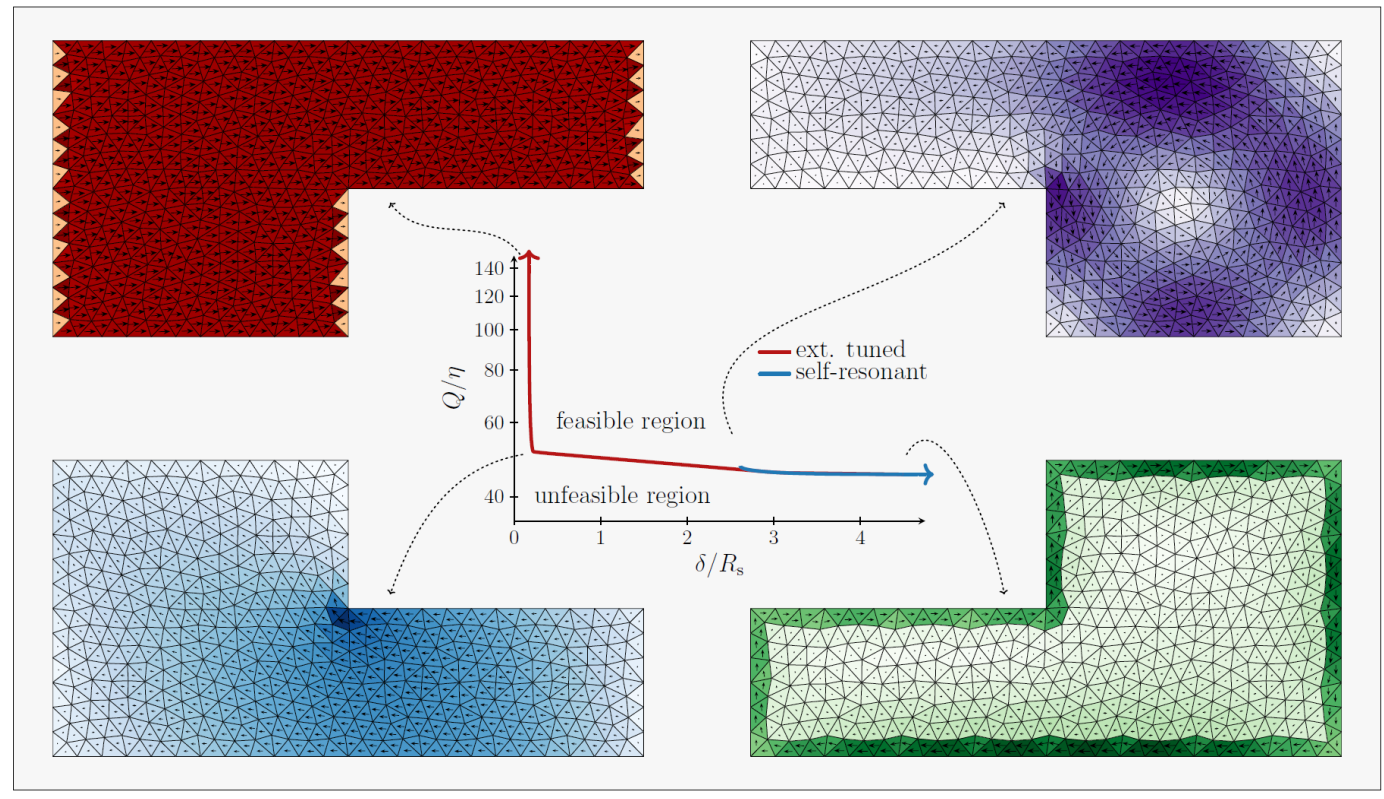 140
120
100
80
60
40
Q/η
ext. tuned
self-resonant
feasible region
unfeasible region
0 1 2 3 4
δ/Rs